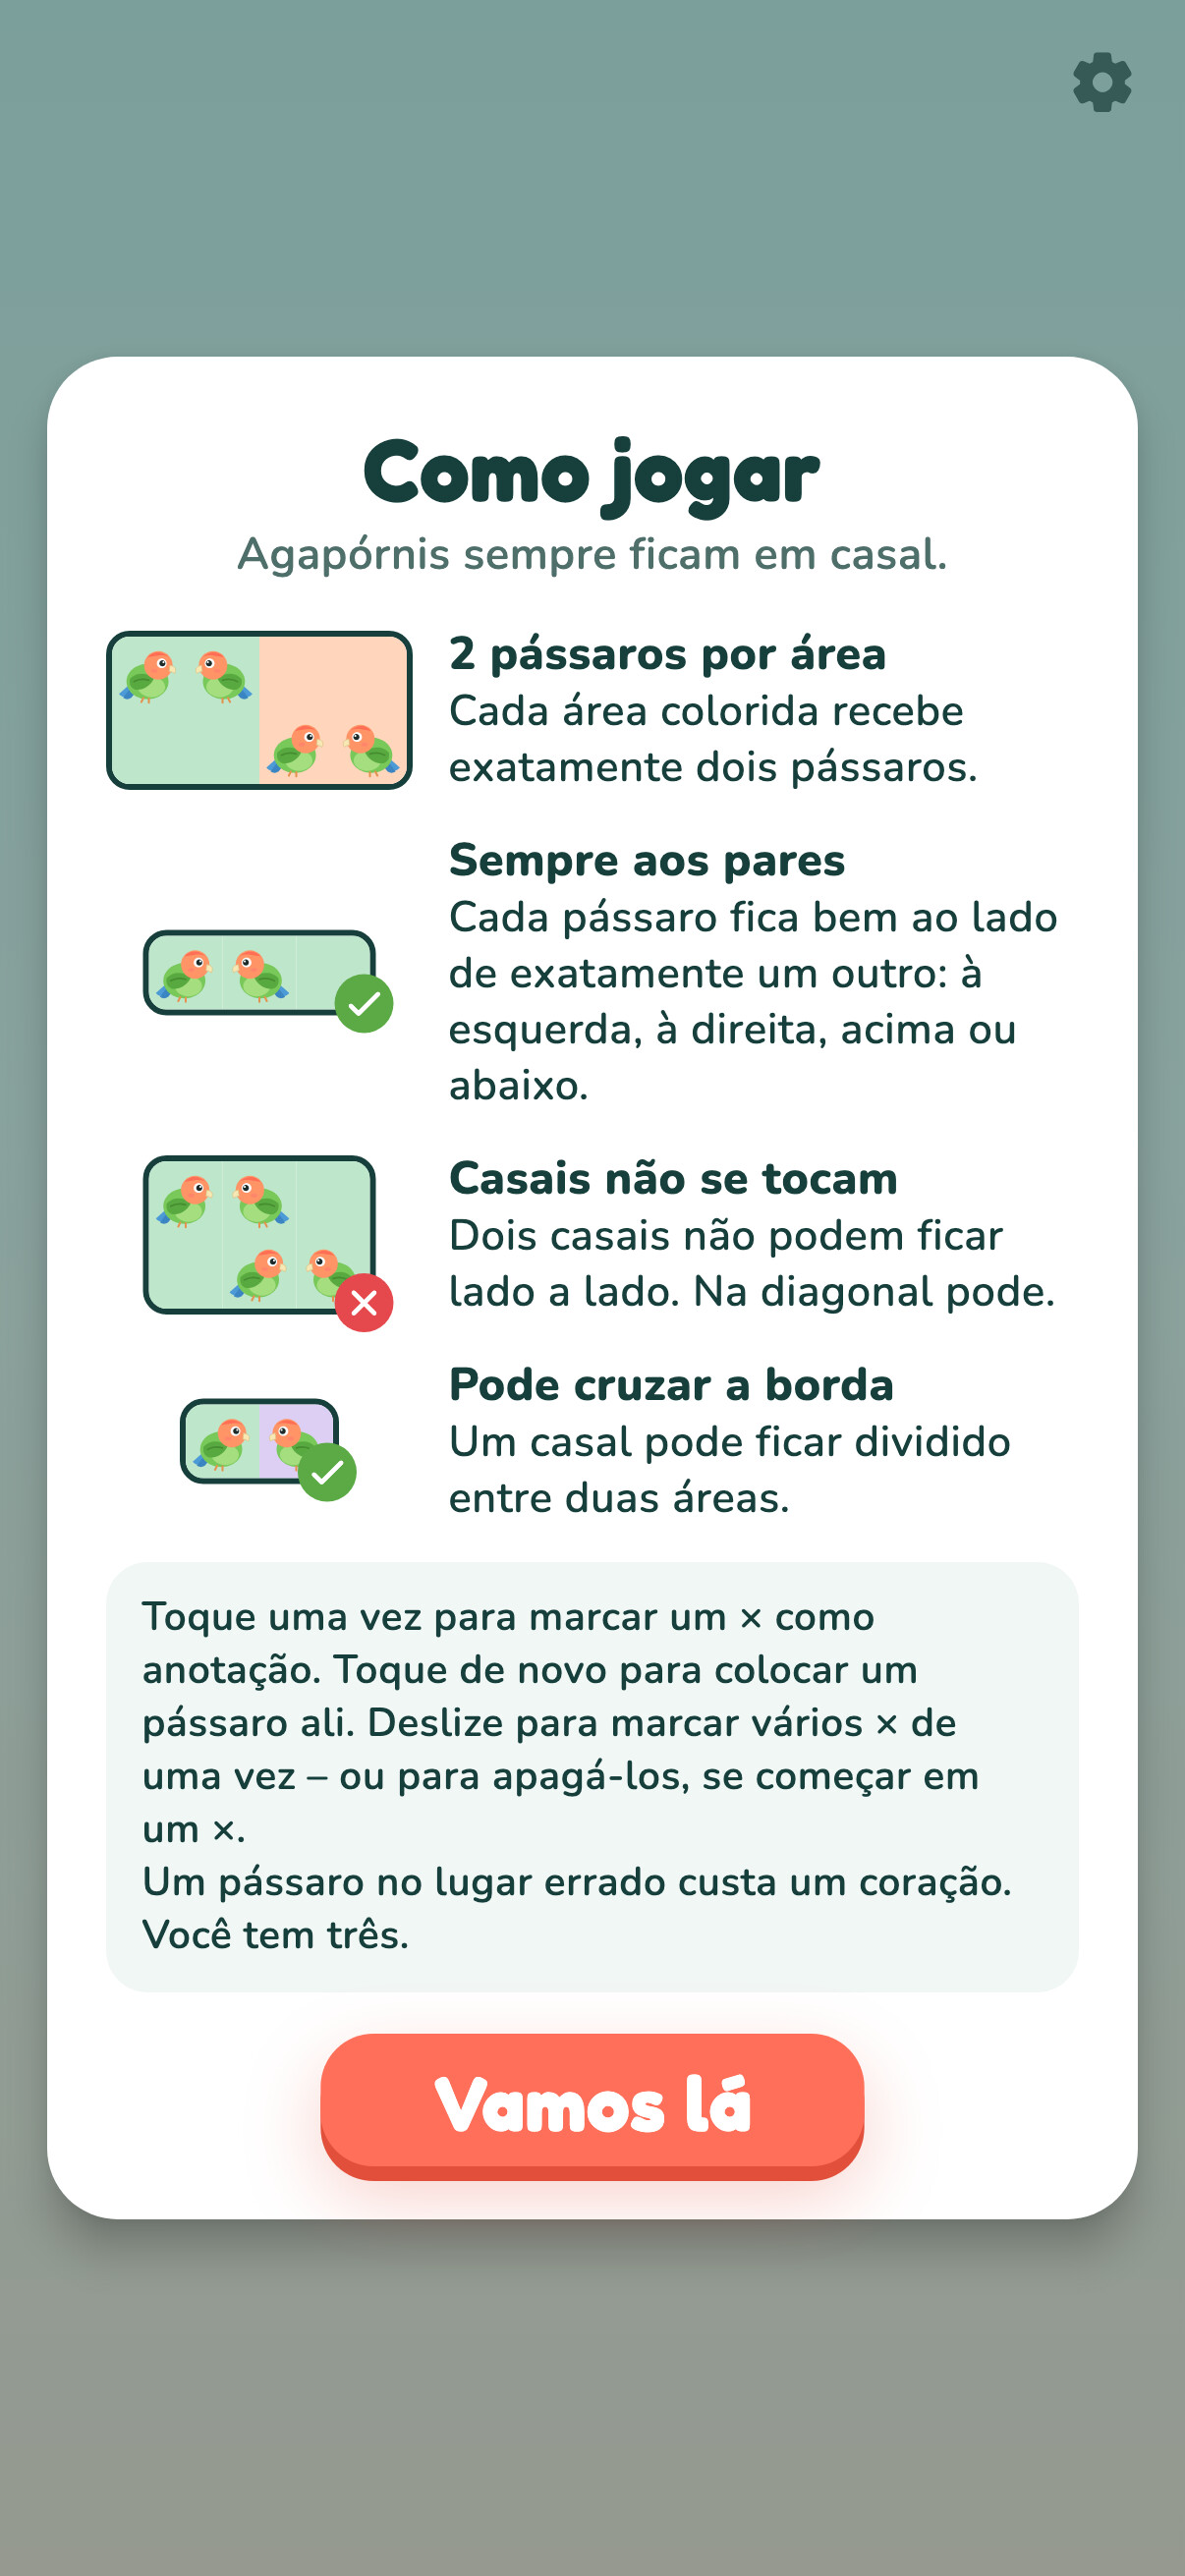 Como jogar
Agapórnis sempre ficam em casal.
2 pássaros por área
Cada área colorida recebe
exatamente dois pássaros.
Sempre aos pares
Cada pássaro fica bem ao lado
de exatamente um outro: à
esquerda, à direita, acima ou
abaixo.
Casais não se tocam
Dois casais não podem ficar
lado a lado. Na diagonal pode.
Pode cruzar a borda
Um casal pode ficar dividido
entre duas áreas.
Toque uma vez para marcar um × como
anotação. Toque de novo para colocar um
pássaro ali. Deslize para marcar vários × de
uma vez – ou para apagá-los, se começar em
um ×.
Um pássaro no lugar errado custa um coração.
Você tem três.
Vamos lá